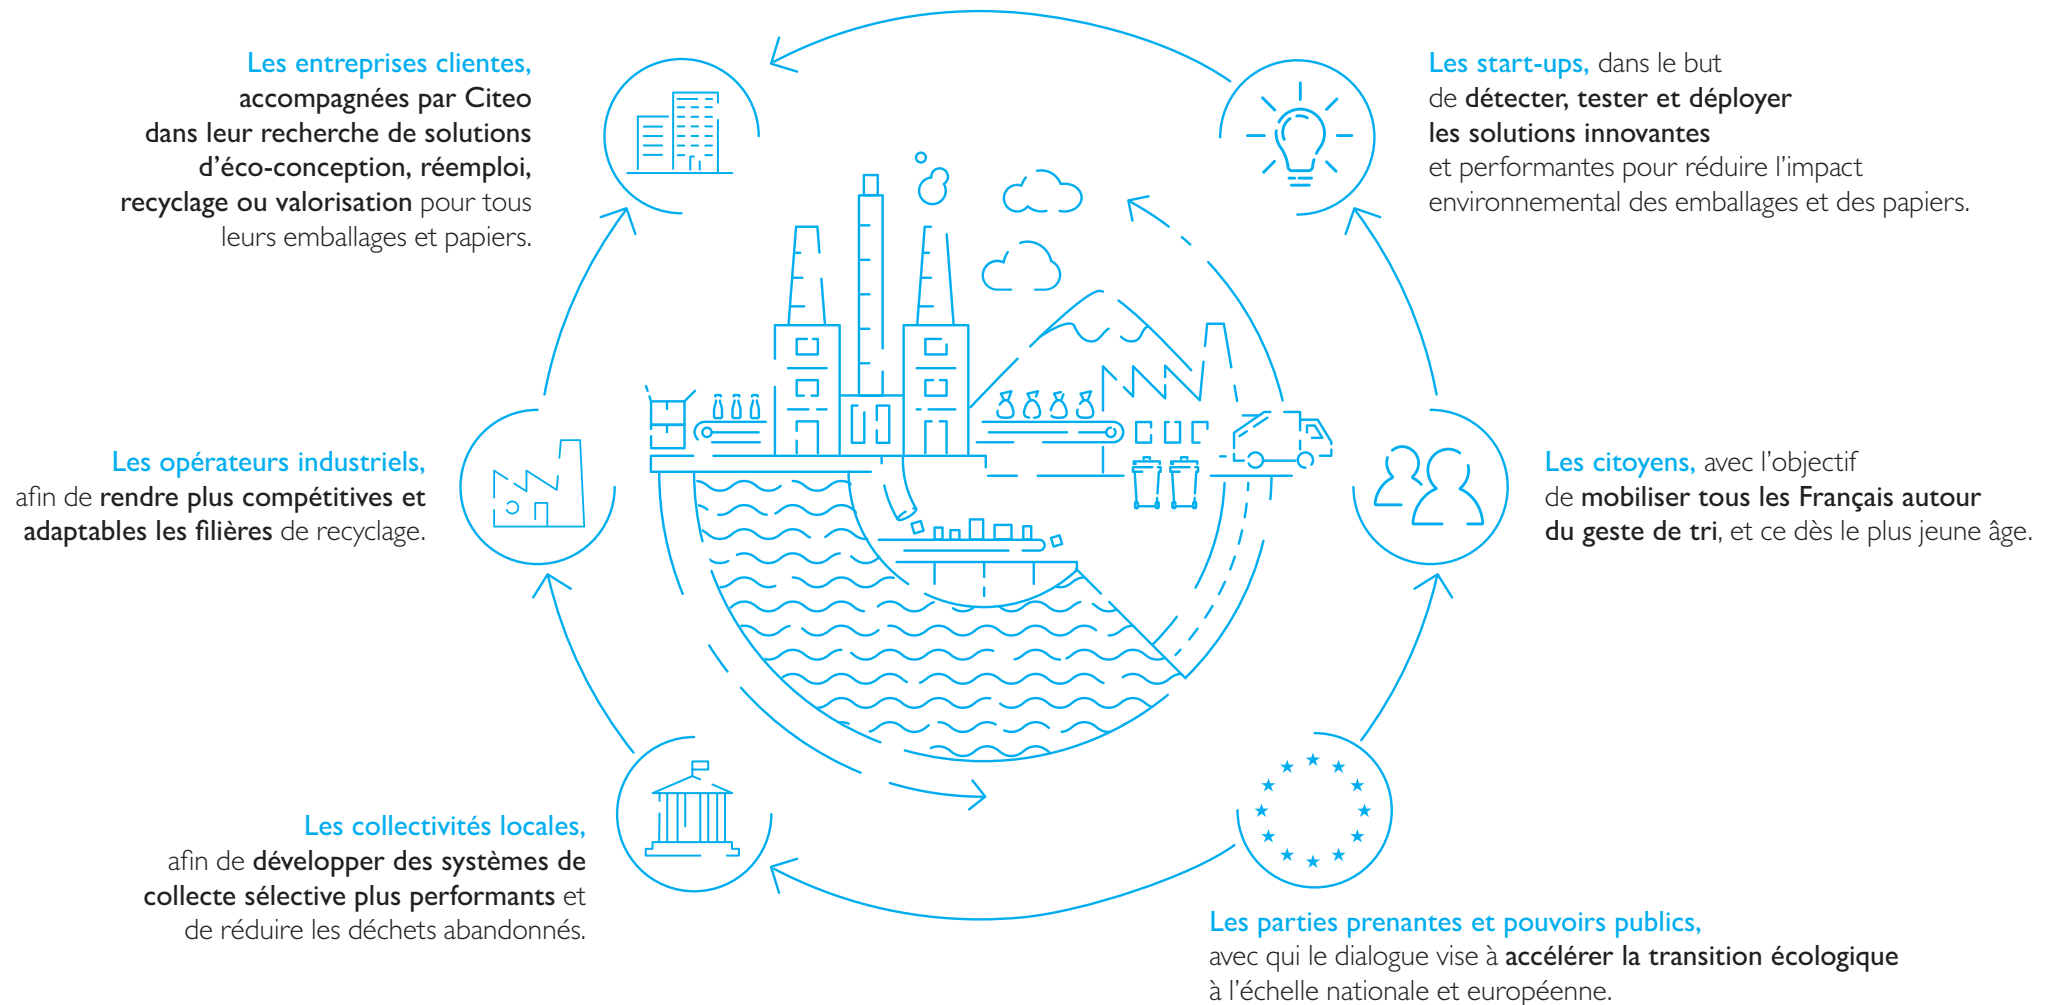 Les entreprises clientes,
accompagnées par Citeo
dans leur recherche de solutions
d’éco-conception, réemploi,
recyclage ou valorisation pour tous
leurs emballages et papiers.
Les start-ups, dans le but
de détecter, tester et déployer
les solutions innovantes
et performantes pour réduire l’impact
environnemental des emballages et des papiers.
Les opérateurs industriels,
afin de rendre plus compétitives et
adaptables les filières de recyclage.
Les citoyens, avec l’objectif
de mobiliser tous les Français autour
du geste de tri, et ce dès le plus jeune âge.
Les collectivités locales,
afin de développer des systèmes de
collecte sélective plus performants et
de réduire les déchets abandonnés.
Les parties prenantes et pouvoirs publics,
avec qui le dialogue vise à accélérer la transition écologique
à l’échelle nationale et européenne.